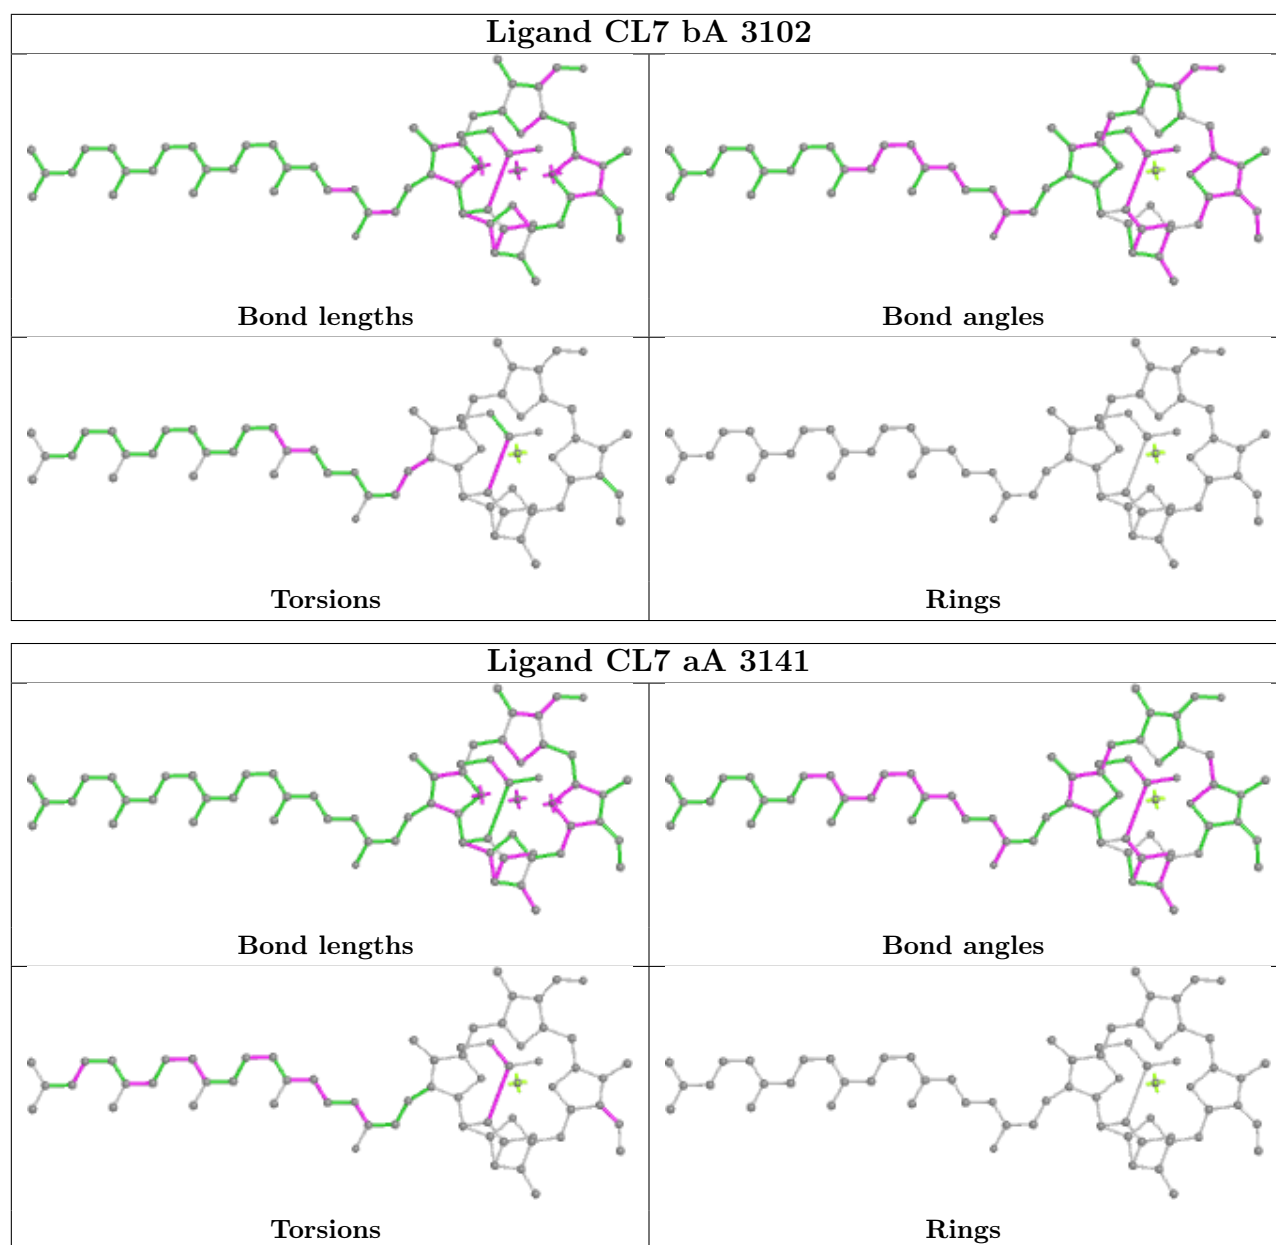 Ligand CL7 bA 3102
Bond lengths
Bond angles
Torsions
Rings
Ligand CL7 aA 3141
Bond lengths
Bond angles
Torsions
Rings